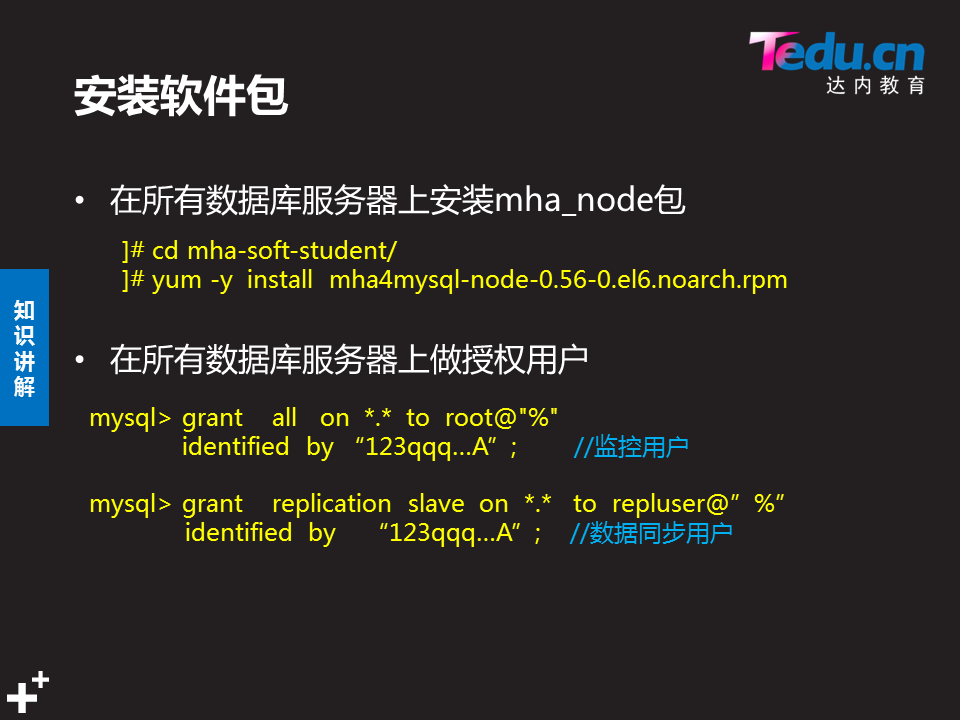 Tedu.cn
达内教育
安装软件包
• 在所有数据库服务器上安装mha_node包
]# cd mha-soft-student/
]# yum -y install mha4mysql-node-0.56-0.el6.noarch.rpm
知识讲解
• 在所有数据库服务器上做授权用户
mysql> grant all on *.* to root@"%"
identified by “123qqq…A”; //监控用户
mysql> grant replication slave on *.* to repluser@”%”
identified by “123qqq…A”; //数据同步用户